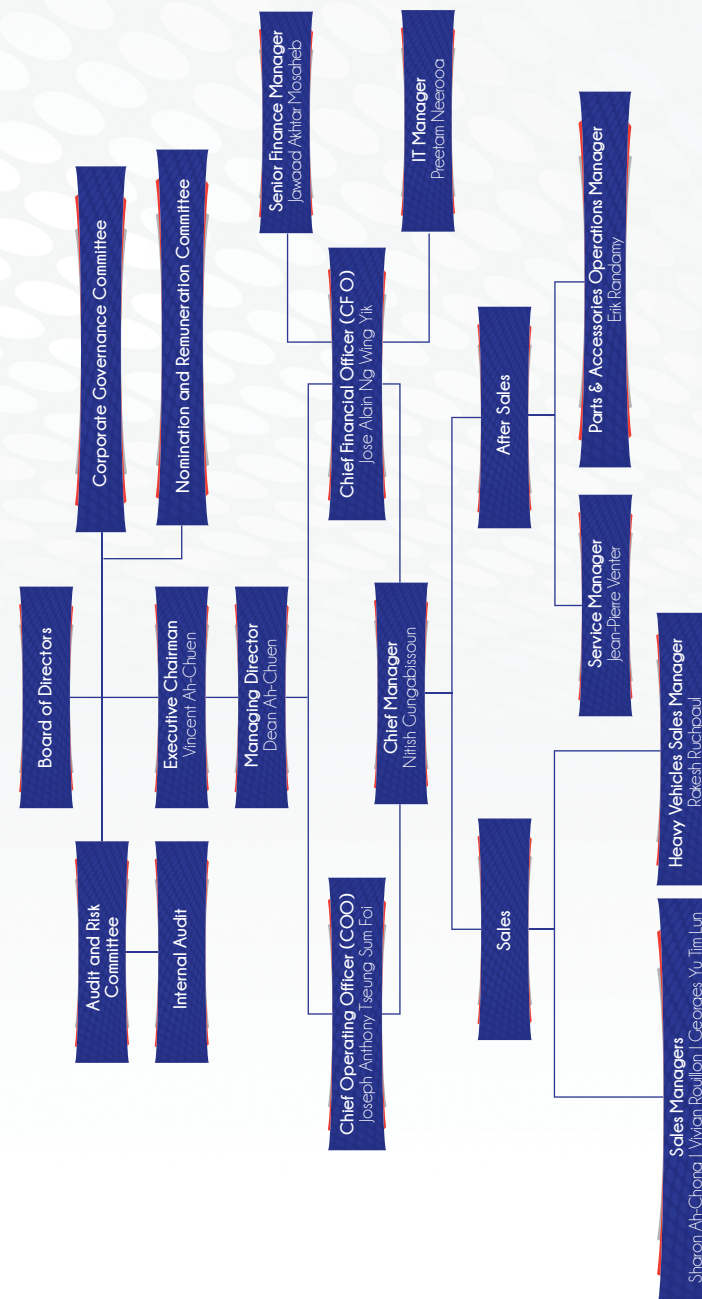 Board of Directors
Audit and Risk
Committee
Internal Audit
Corporate Governance Committee
Nomination and Remuneration Committee
Executive Chairman
Vincent Ah-Chuen
Managing Director
Dean Ah-Chuen
Chief Operating Officer (COO)
Joseph Anthony Tseung Sum Foi
Chief Financial Officer (CFO)
Jose Alain Ng Wing Yik
Senior Finance Manager
Jawaad Akhtar Mosaheb
IT Manager
Preetam Neerooa
Chief Manager
Nitish Gungabissoun
Sales
After Sales
Service Manager
Jean-Pierre Venter
Parts & Accessories Operations Manager
Erik Randamy
Sales Managers
Sharon Ah-Chong | Vivian Rouillon | Georges Yu Tim Lun
Heavy Vehicles Sales Manager
Rakesh Ruchpaul